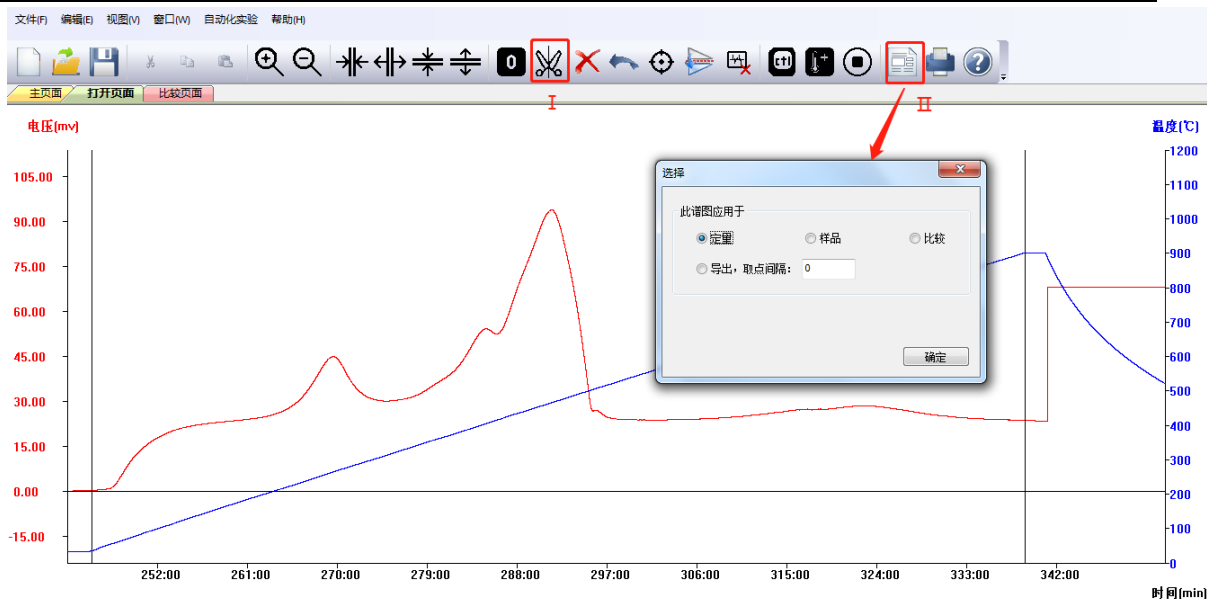 文件(F) 编辑(E) 视图(V) 窗口(W) 自动化实验 帮助(H)
0 ctl
I
II
主页面 打开页面 比较页面
电压(mv)
温度(℃)
105.00
90.00
75.00
60.00
45.00
30.00
15.00
0.00
-15.00
选择
此谱图应用于
定量 样品 比较
导出，取点间隔： 0
确定
1200
1100
1000
900
800
700
600
500
400
300
200
100
0
252:00 261:00 270:00 279:00 288:00 297:00 306:00 315:00 324:00 333:00 342:00
时间(min)